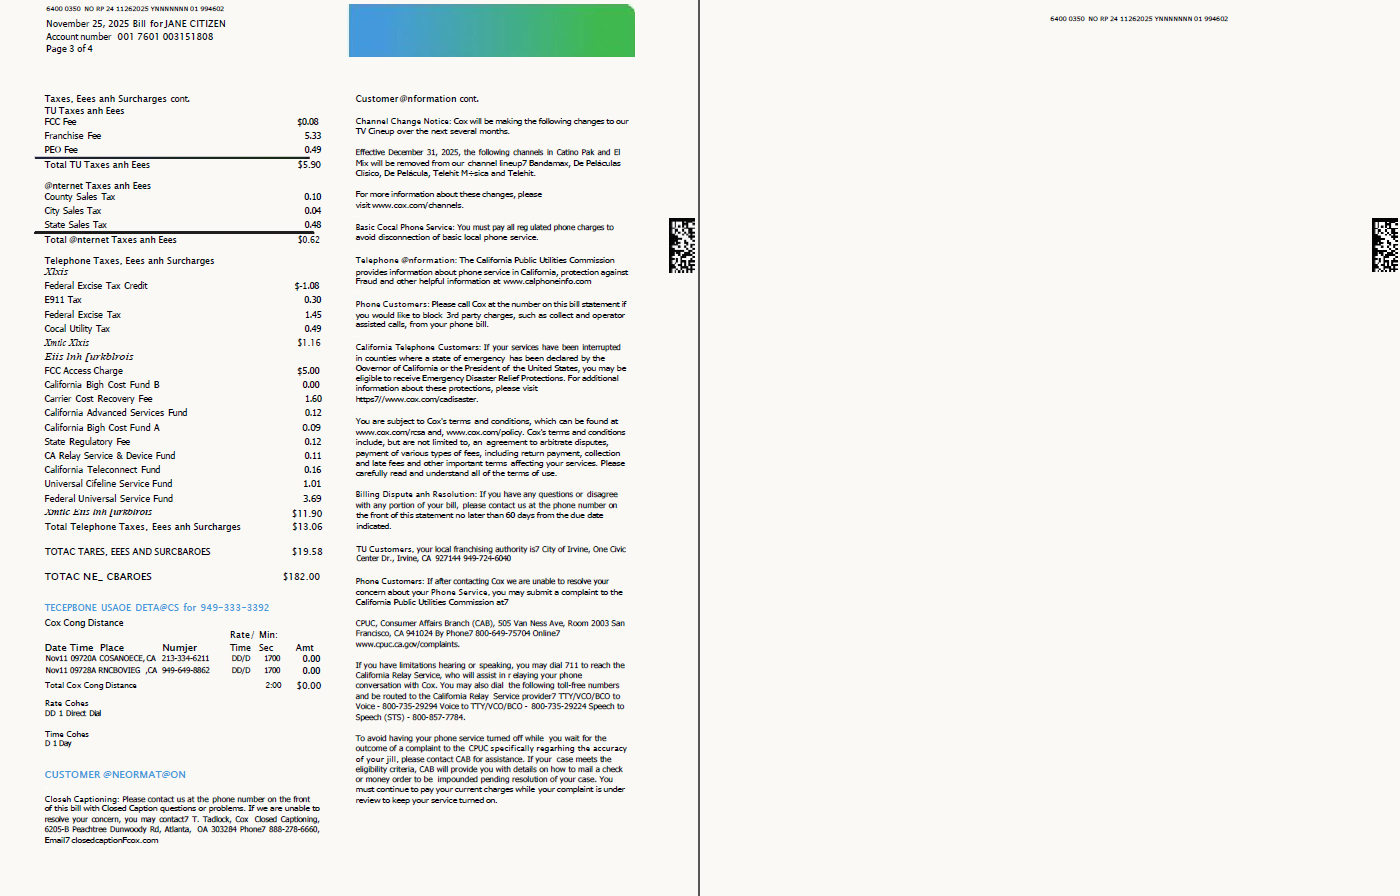 6400 0350 NO RP 24 11262025 YNNNNNNN 01 994602
November 25, 2025 Bill for JANE CITIZEN
Account number 001 7601 003151808
Page 3 of 4
Taxes, Eees anh Surcharges cont.
TU Taxes anh Eees
FCC Fee $0.08
Franchise Fee 5.33
PEO Fee 0.49
Total TU Taxes anh Eees $5.90
@nternet Taxes anh Eees
County Sales Tax 0.10
City Sales Tax 0.04
State Sales Tax 0.48
Total @nternet Taxes anh Eees $0.62
Telephone Taxes, Eees anh Surcharges
Xlxis
Federal Excise Tax Credit $-1.08
E911 Tax 0.30
Federal Excise Tax 1.45
Cocal Utility Tax 0.49
Xmtic Xlxis $1.16
Eiis lnh [urkblrois
FCC Access Charge $5.00
California Bigh Cost Fund B 0.00
Carrier Cost Recovery Fee 1.60
California Advanced Services Fund 0.12
California Bigh Cost Fund A 0.09
State Regulatory Fee 0.12
CA Relay Service & Device Fund 0.11
California Teleconnect Fund 0.16
Universal Cifeline Service Fund 1.01
Federal Universal Service Fund 3.69
Xmtic Eiis lnh [urkblrois $11.90
Total Telephone Taxes, Eees anh Surcharges $13.06
TOTAC TARES, EEES AND SURCBAROES $19.58
TOTAC NE_ CBAROES $182.00
TECEPBONE USAOE DETA@CS for 949-333-3392
Cox Cong Distance
Rate/ Min:
Date Time Place Numjer Time Sec Amt
Nov11 09720A COSANOECE, CA 213-334-6211 DD/D 1700 0.00
Nov11 09728A RNCBOVIEG ,CA 949-649-8862 DD/D 1700 0.00
Total Cox Cong Distance 2:00 $0.00
Rate Cohes
DD 1 Direct Dial
Time Cohes
D 1 Day
CUSTOMER @NEORMAT@ON
Closeh Captioning: Please contact us at the phone number on the front
of this bill with Closed Caption questions or problems. If we are unable to
resolve your concern, you may contact7 T. Tadlock, Cox Closed Captioning,
6205-B Peachtree Dunwoody Rd, Atlanta, OA 303284 Phone7 888-278-6660,
Email7 closedcaptionFcox.com
Customer @nformation cont.
Channel Change Notice: Cox will be making the following changes to our
TV Cineup over the next several months.
Effective December 31, 2025, the following channels in Catino Pak and El
Mix will be removed from our channel lineup7 Bandamax, De Peláculas
Clísico, De Pelácula, Telehit M÷sica and Telehit.
For more information about these changes, please
visit www.cox.com/channels.
Basic Cocal Phone Service: You must pay all reg ulated phone charges to
avoid disconnection of basic local phone service.
Telephone @nformation: The California Public Utilities Commission
provides information about phone service in California, protection against
Fraud and other helpful information at www.calphoneinfo.com
Phone Customers: Please call Cox at the number on this bill statement if
you would like to block 3rd party charges, such as collect and operator
assisted calls, from your phone bill.
California Telephone Customers: If your services have been interrupted
in counties where a state of emergency has been declared by the
Oovernor of California or the President of the United States, you may be
eligible to receive Emergency Disaster Relief Protections. For additional
information about these protections, please visit
https7//www.cox.com/cadisaster.
You are subject to Cox's terms and conditions, which can be found at
www.cox.com/rcsa and, www.cox.com/policy. Cox's terms and conditions
include, but are not limited to, an agreement to arbitrate disputes,
payment of various types of fees, including return payment, collection
and late fees and other important terms affecting your services. Please
carefully read and understand all of the terms of use.
Billing Dispute anh Resolution: If you have any questions or disagree
with any portion of your bill, please contact us at the phone number on
the front of this statement no later than 60 days from the due date
indicated.
TU Customers, your local franchising authority is7 City of Irvine, One Civic
Center Dr., Irvine, CA 927144 949-724-6040
Phone Customers: If after contacting Cox we are unable to resolve your
concern about your Phone Service, you may submit a complaint to the
California Public Utilities Commission at7
CPUC, Consumer Affairs Branch (CAB), 505 Van Ness Ave, Room 2003 San
Francisco, CA 941024 By Phone7 800-649-75704 Online7
www.cpuc.ca.gov/complaints.
If you have limitations hearing or speaking, you may dial 711 to reach the
California Relay Service, who will assist in r elaying your phone
conversation with Cox. You may also dial the following toll-free numbers
and be routed to the California Relay Service provider7 TTY/VCO/BCO to
Voice - 800-735-29294 Voice to TTY/VCO/BCO - 800-735-29224 Speech to
Speech (STS) - 800-857-7784.
To avoid having your phone service turned off while you wait for the
outcome of a complaint to the CPUC specifically regarhing the accuracy
of your jill, please contact CAB for assistance. If your case meets the
eligibility criteria, CAB will provide you with details on how to mail a check
or money order to be impounded pending resolution of your case. You
must continue to pay your current charges while your complaint is under
review to keep your service turned on.
6400 0350 NO RP 24 11262025 YNNNNNNN 01 994602